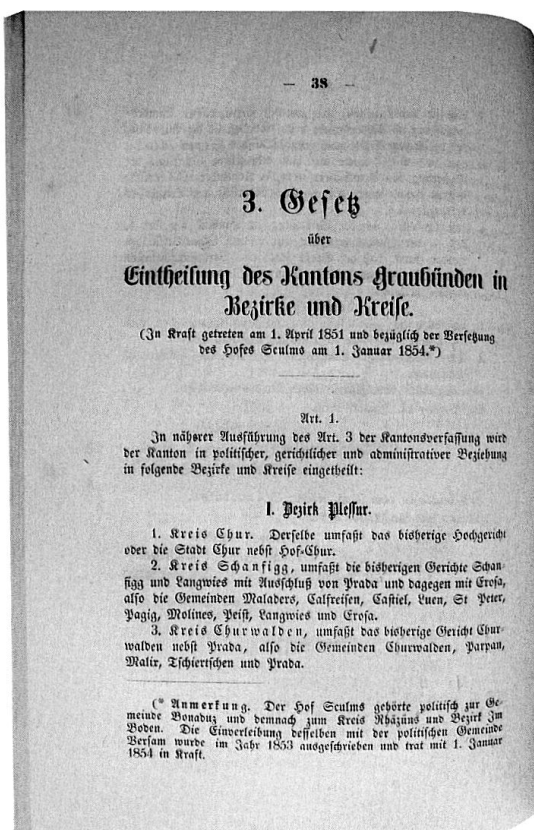 — 38 —
3. Gesetz
über
Eintheilung des Kantons Graubünden in
Bezirke und Kreise.
(In Kraft getreten am 1. April 1851 und bezüglich der Versetzung
des Hofes Sculms am 1. Januar 1854.*)
Art. 1.
In näherer Ausführung des Art. 3 der Kantonsverfassung wird
der Kanton in politischer, gerichtlicher und administrativer Beziehung
in folgende Bezirke und Kreise eingetheilt:
I. Bezirk Plessur.
1. Kreis Chur. Derselbe umfaßt das bisherige Hochgericht
oder die Stadt Chur nebst Hof-Chur.
2. Kreis Schanfigg, umfaßt die bisherigen Gerichte Schan-
figg und Langwies mit Ausschluß von Prada und dagegen mit Erosa,
also die Gemeinden Maladers, Calfreisen, Castiel, Luen, St Peter,
Pagig, Molines, Peist, Langwies und Erosa.
3. Kreis Churwalden, umfaßt das bisherige Gericht Chur-
walden nebst Prada, also die Gemeinden Churwalden, Parpan,
Malix, Tschiertschen und Prada.
(* Anmerkung. Der Hof Sculms gehörte politisch zur Ge-
meinde Bonaduz und demnach zum Kreis Rhäzüns und Bezirk Im
Boden. Die Einverleibung desselben mit der politischen Gemeinde
Versam wurde im Jahr 1853 ausgeschrieben und trat mit 1. Januar
1854 in Kraft.